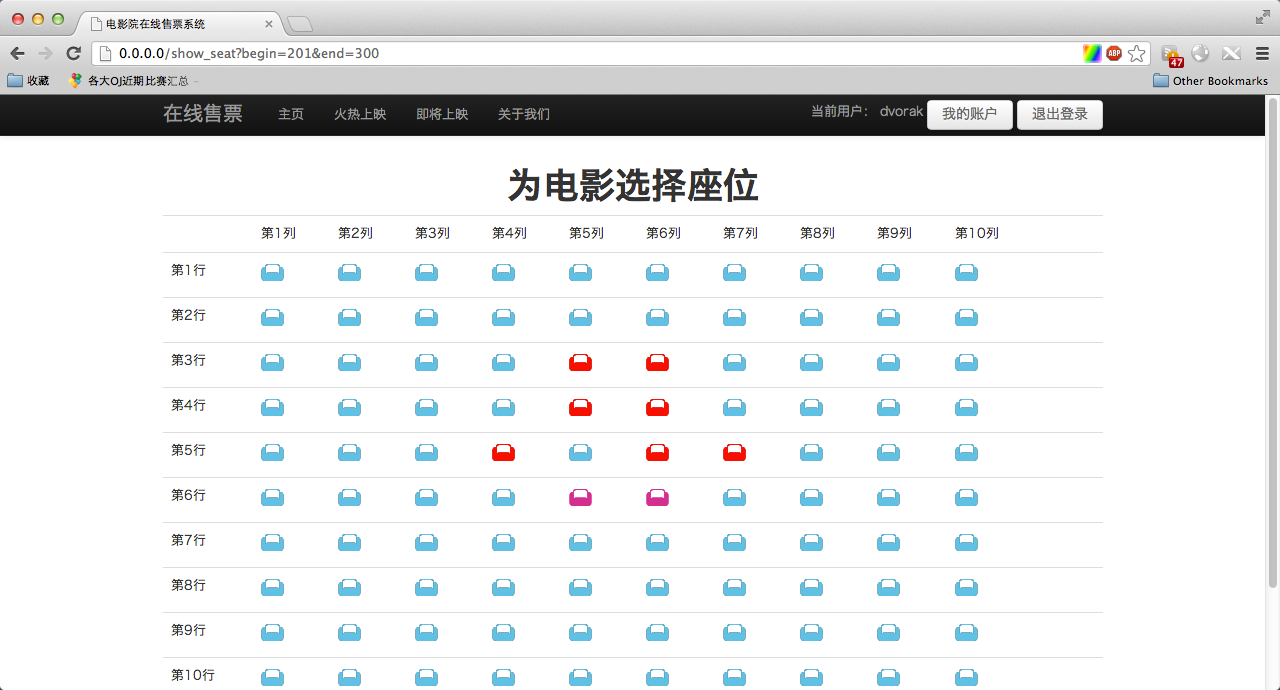 电影院在线售票系统
0.0.0.0/show_seat?begin=201&end=300
ABP
47
收藏
各大OJ近期比赛汇总 -
Other Bookmarks
在线售票 主页 火热上映 即将上映 关于我们 当前用户： dvorak 我的账户 退出登录
为电影选择座位
第1列 第2列 第3列 第4列 第5列 第6列 第7列 第8列 第9列 第10列
第1行
第2行
第3行
第4行
第5行
第6行
第7行
第8行
第9行
第10行